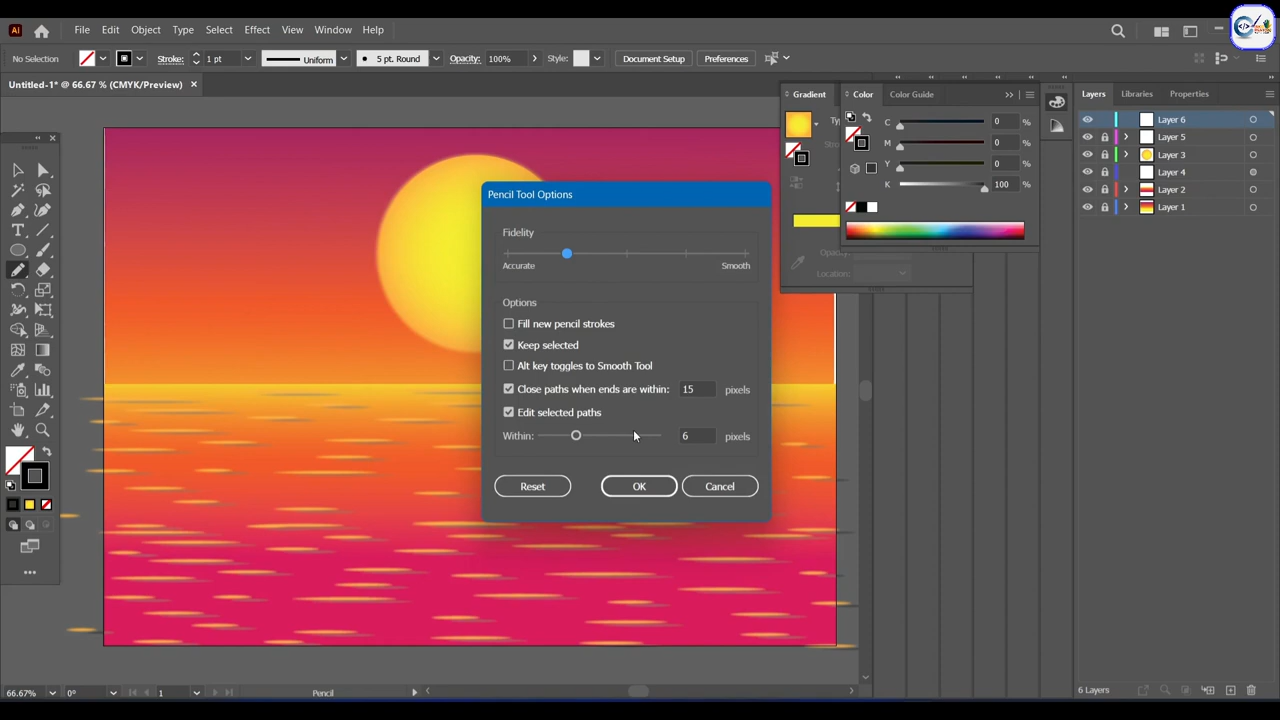 Ai File Edit Object Type Select Effect View Window Help
No Selection Stroke: 1 pt Uniform 5 pt. Round Opacity: 100% Style: Document Setup Preferences
Untitled-1* @ 66.67 % (CMYK/Preview) ×
Gradient Color Color Guide Layers Libraries Properties
C 0 %
M 0 %
Y 0 %
K 100 %
Opacity:
Location:
Layer 6
Layer 5
Layer 3
Layer 4
Layer 2
Layer 1
Pencil Tool Options
Fidelity
Accurate Smooth
Options
Fill new pencil strokes
Keep selected
Alt key toggles to Smooth Tool
Close paths when ends are within: 15 pixels
Edit selected paths
Within: 6 pixels
Reset OK Cancel
66.67% 0° 1 Pencil
6 Layers